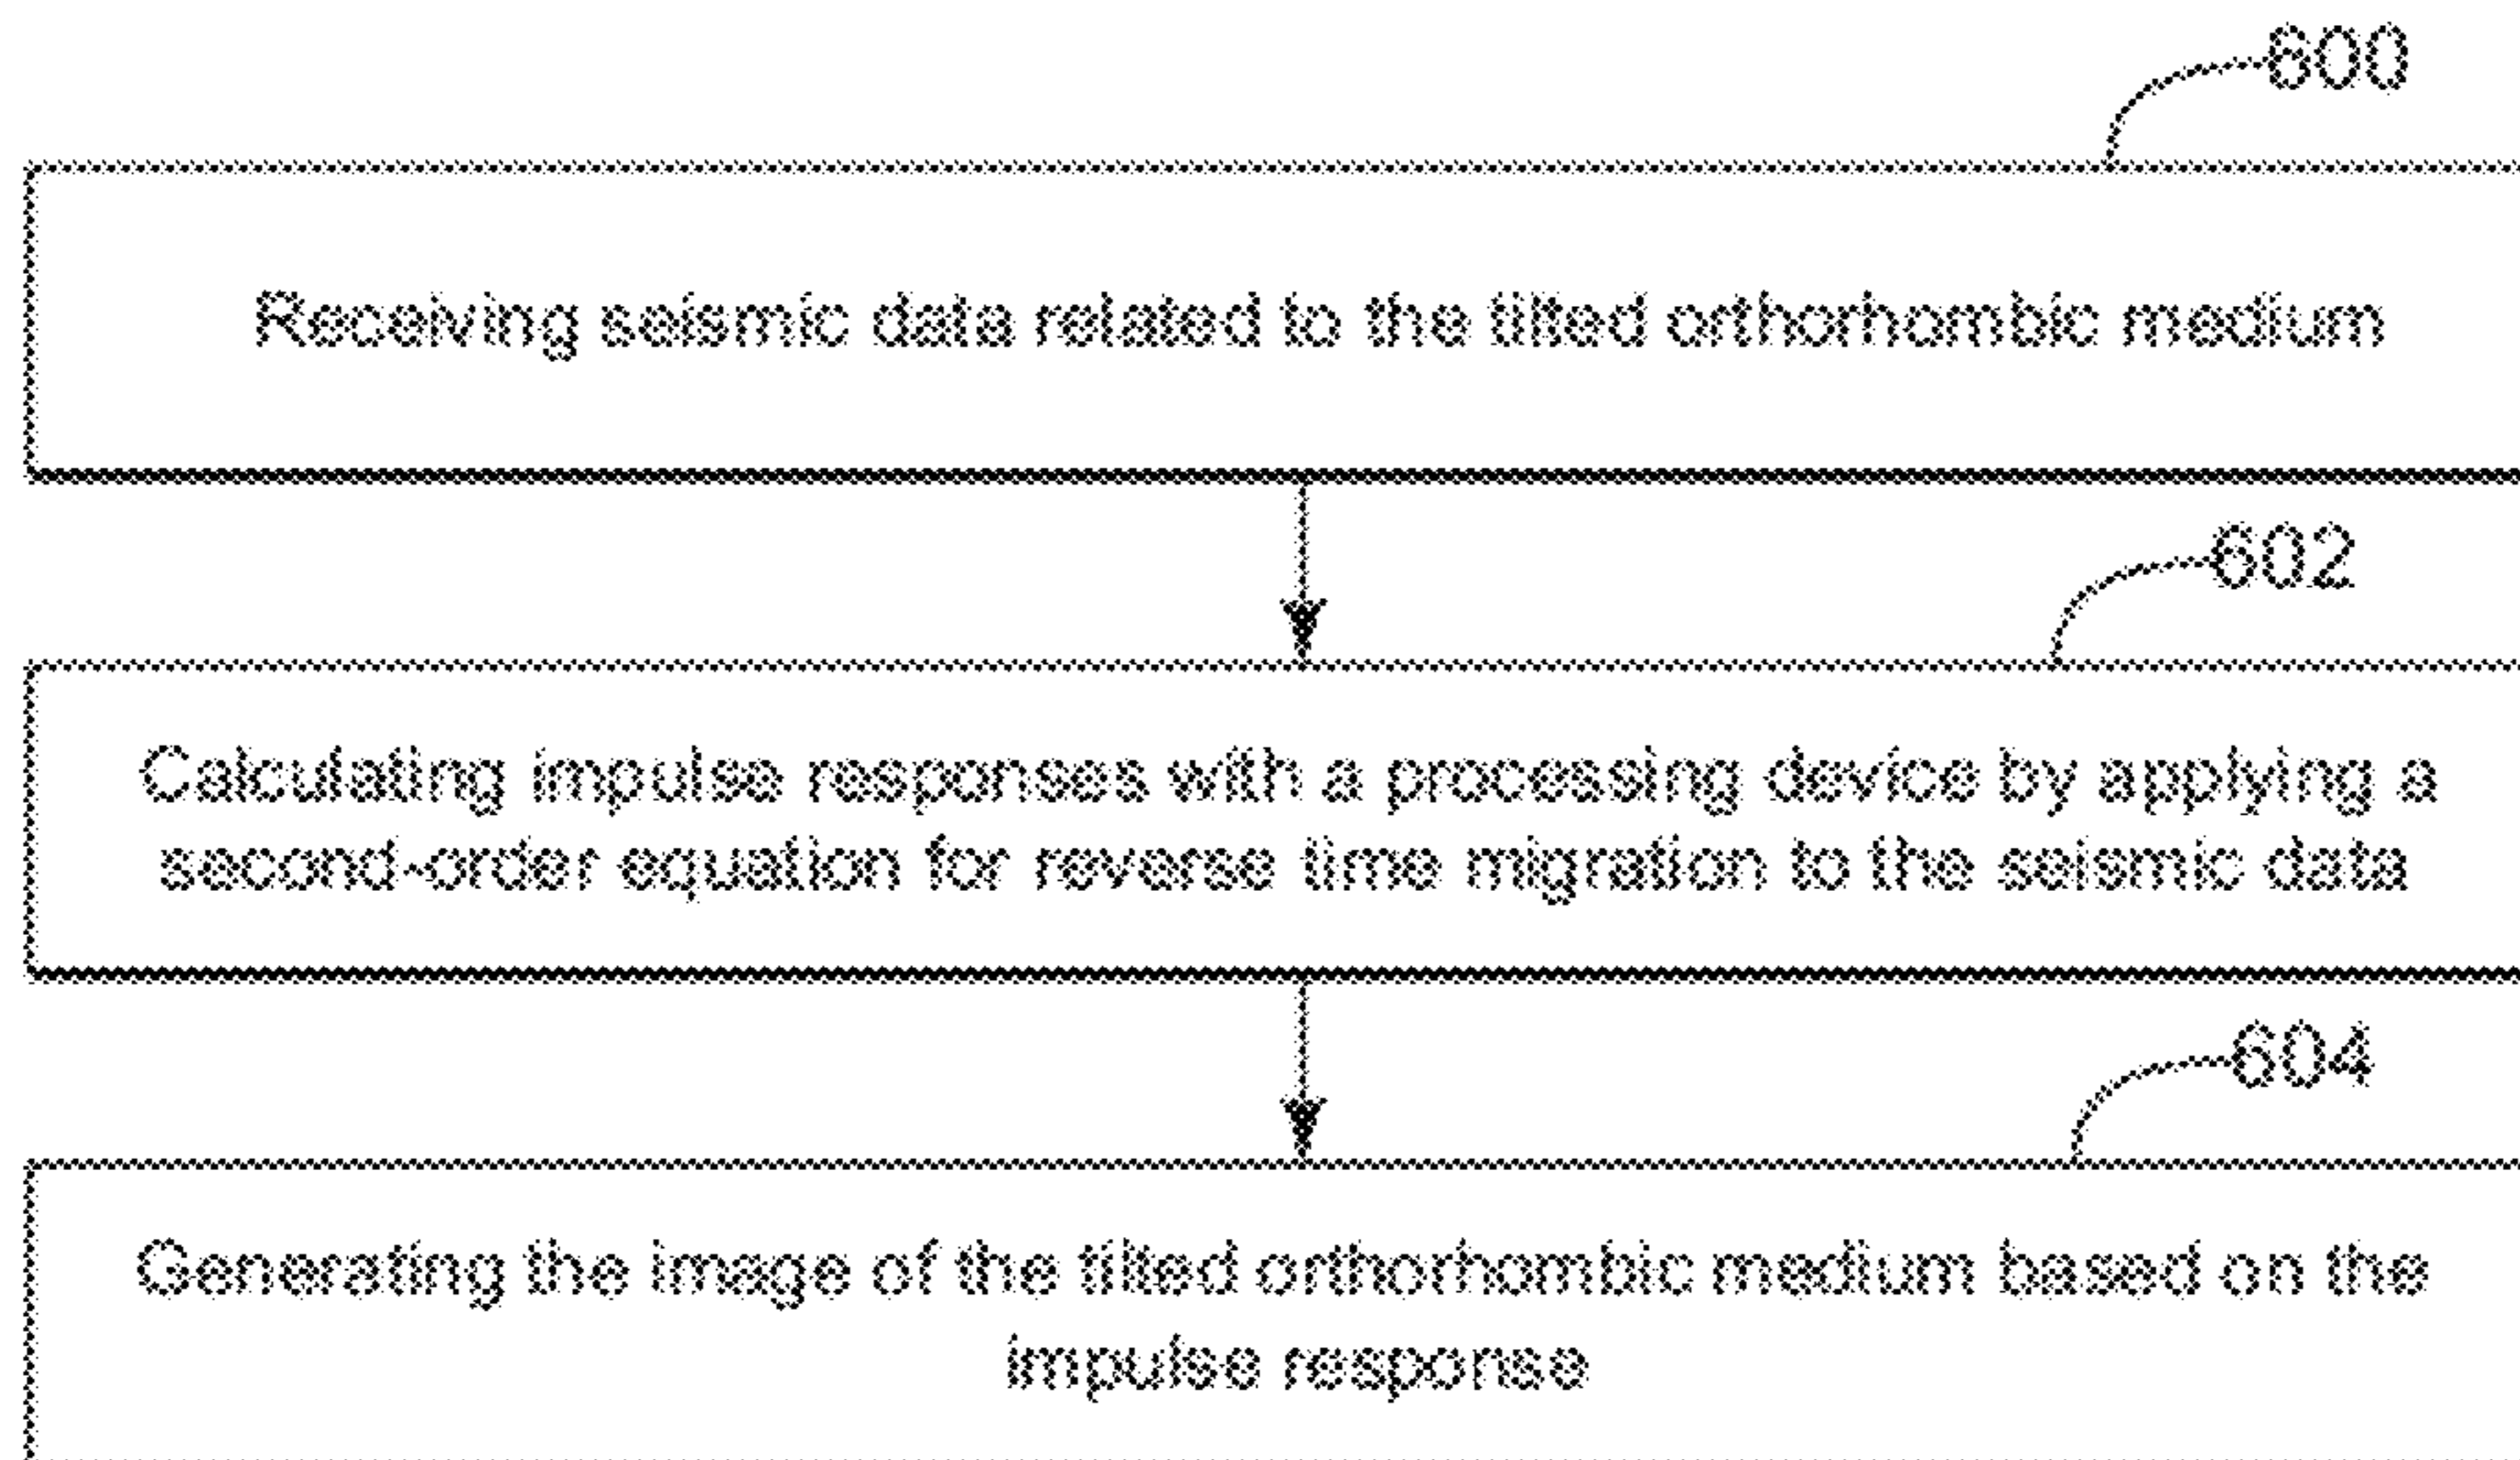 600
Receiving seismic data related to the tilted orthorhombic medium
602
Calculating impulse responses with a processing device by applying a
second-order equation for reverse time migration to the seismic data
604
Generating the image of the tilted orthorhombic medium based on the
impulse response